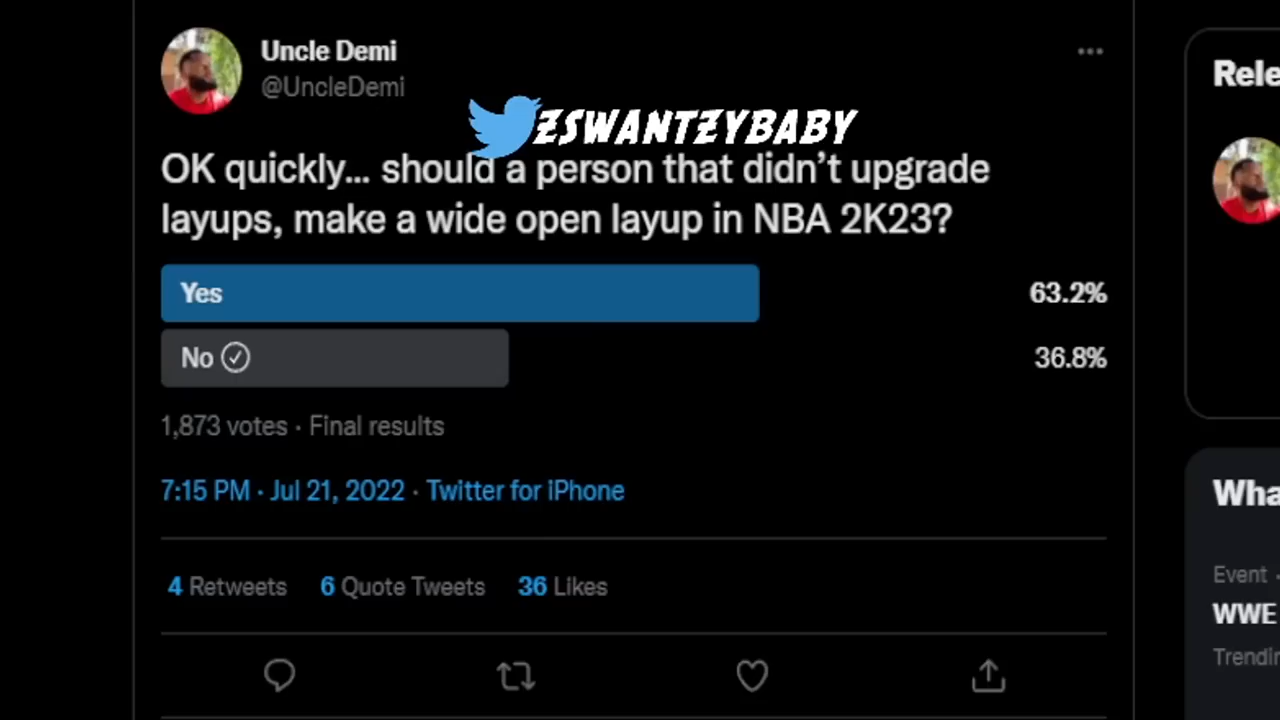 Uncle Demi
@UncleDemi
ZSWANTZYBABY
OK quickly... should a person that didn’t upgrade
layups, make a wide open layup in NBA 2K23?
Yes 63.2%
No 36.8%
1,873 votes · Final results
7:15 PM · Jul 21, 2022 · Twitter for iPhone
4 Retweets 6 Quote Tweets 36 Likes
Rele
Wha
Event ·
WWE
Trendin